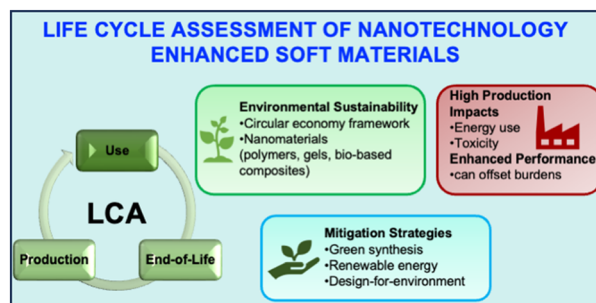 LIFE CYCLE ASSESSMENT OF NANOTECHNOLOGY
ENHANCED SOFT MATERIALS
Use
LCA
Production
End-of-Life
Environmental Sustainability
•Circular economy framework
•Nanomaterials
(polymers, gels, bio-based
composites)
High Production
Impacts
•Energy use
•Toxicity
Enhanced Performance
•can offset burdens
Mitigation Strategies
•Green synthesis
•Renewable energy
•Design-for-environment